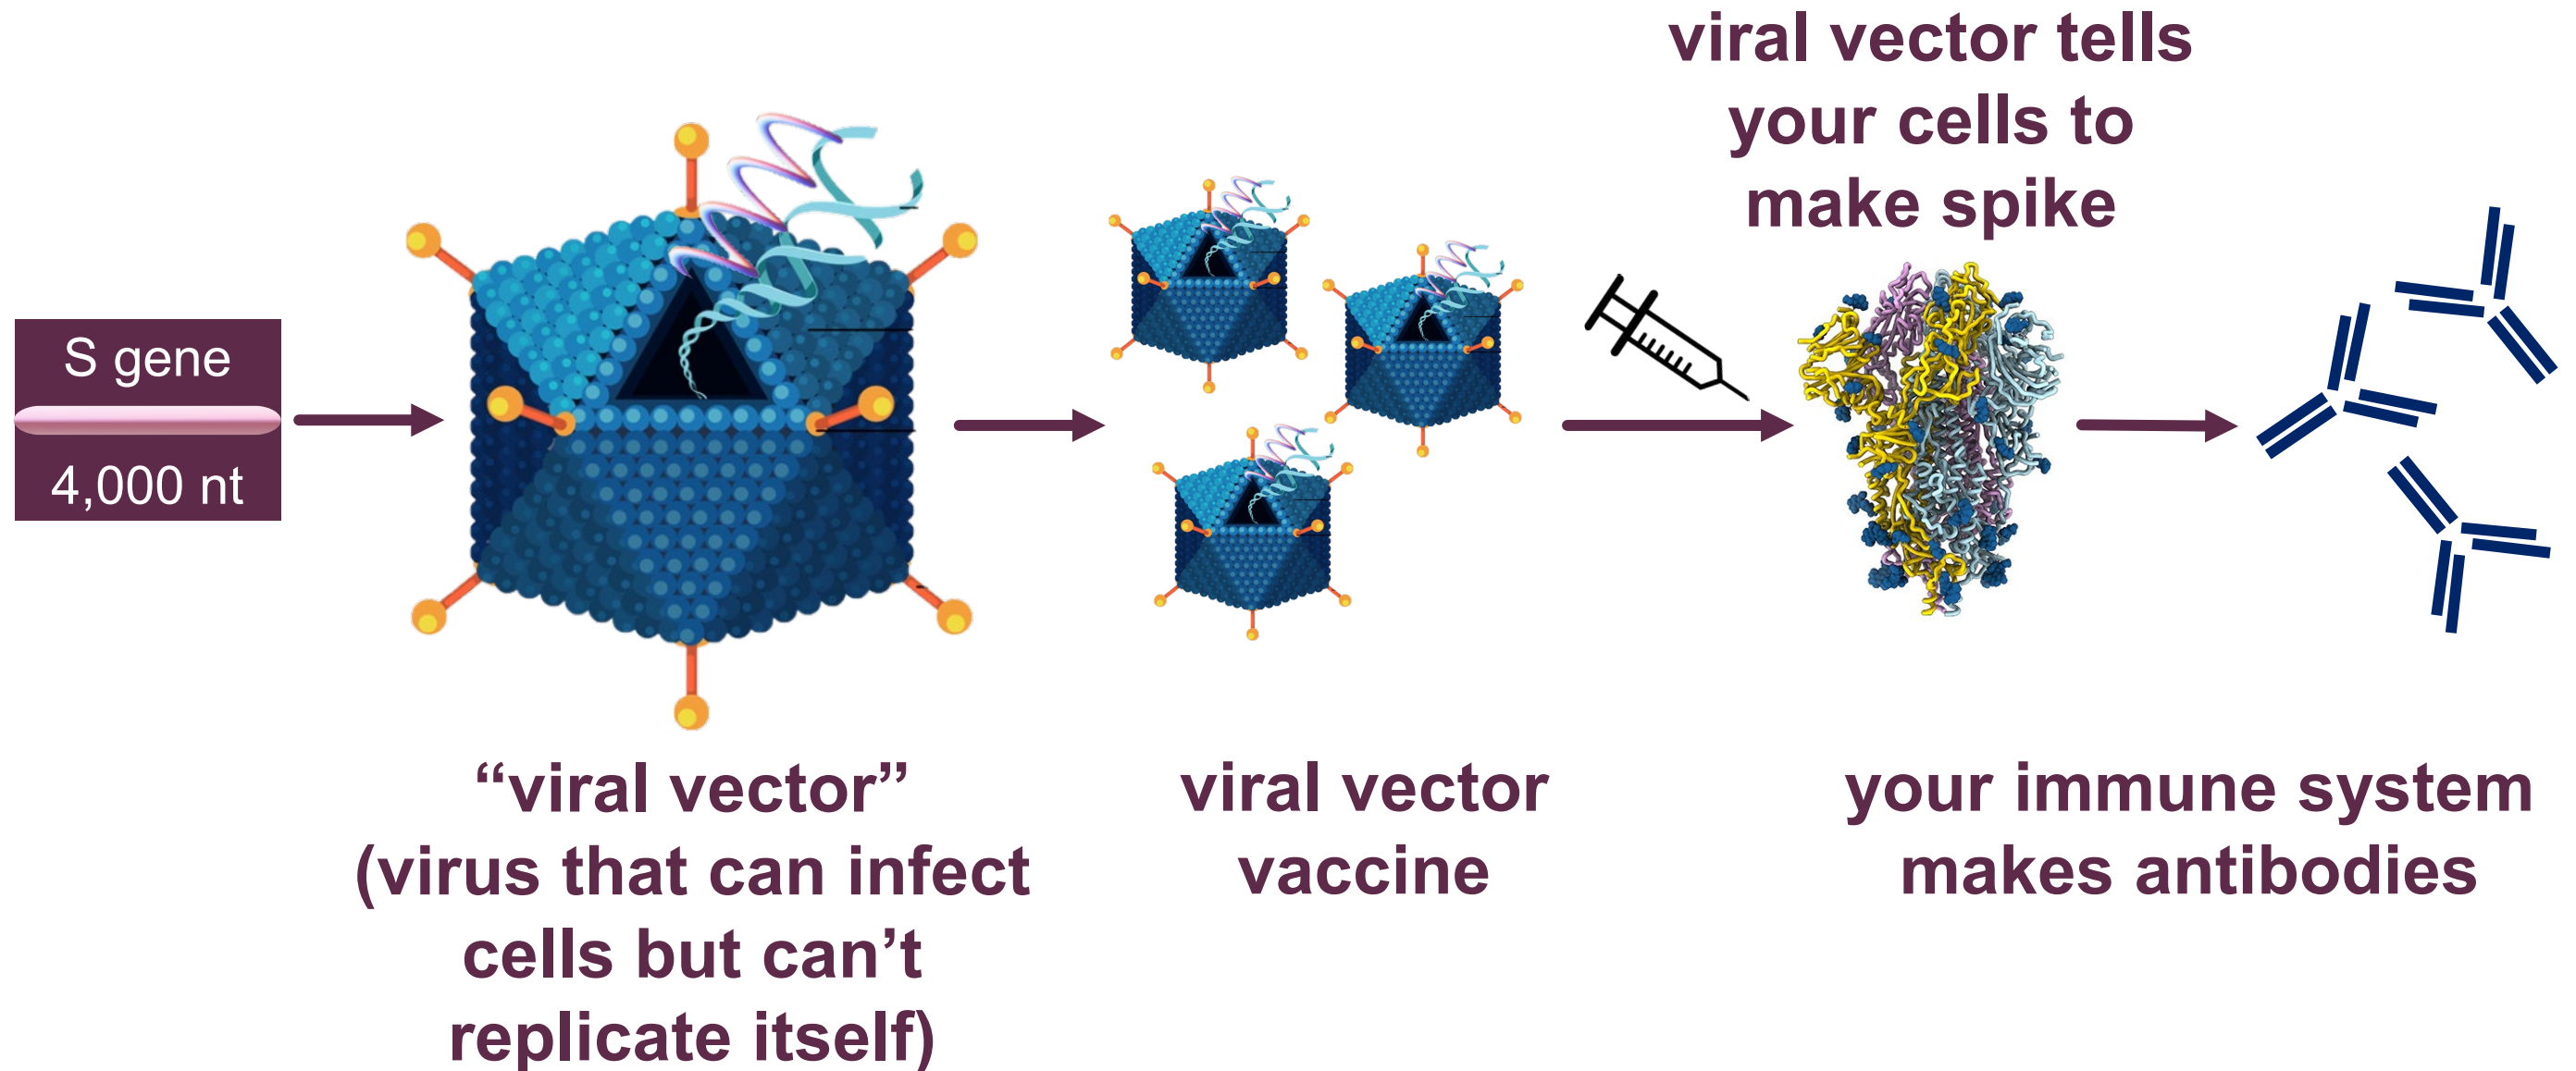 S gene
4,000 nt
“viral vector”
(virus that can infect
cells but can’t
replicate itself)
viral vector
vaccine
viral vector tells
your cells to
make spike
your immune system
makes antibodies